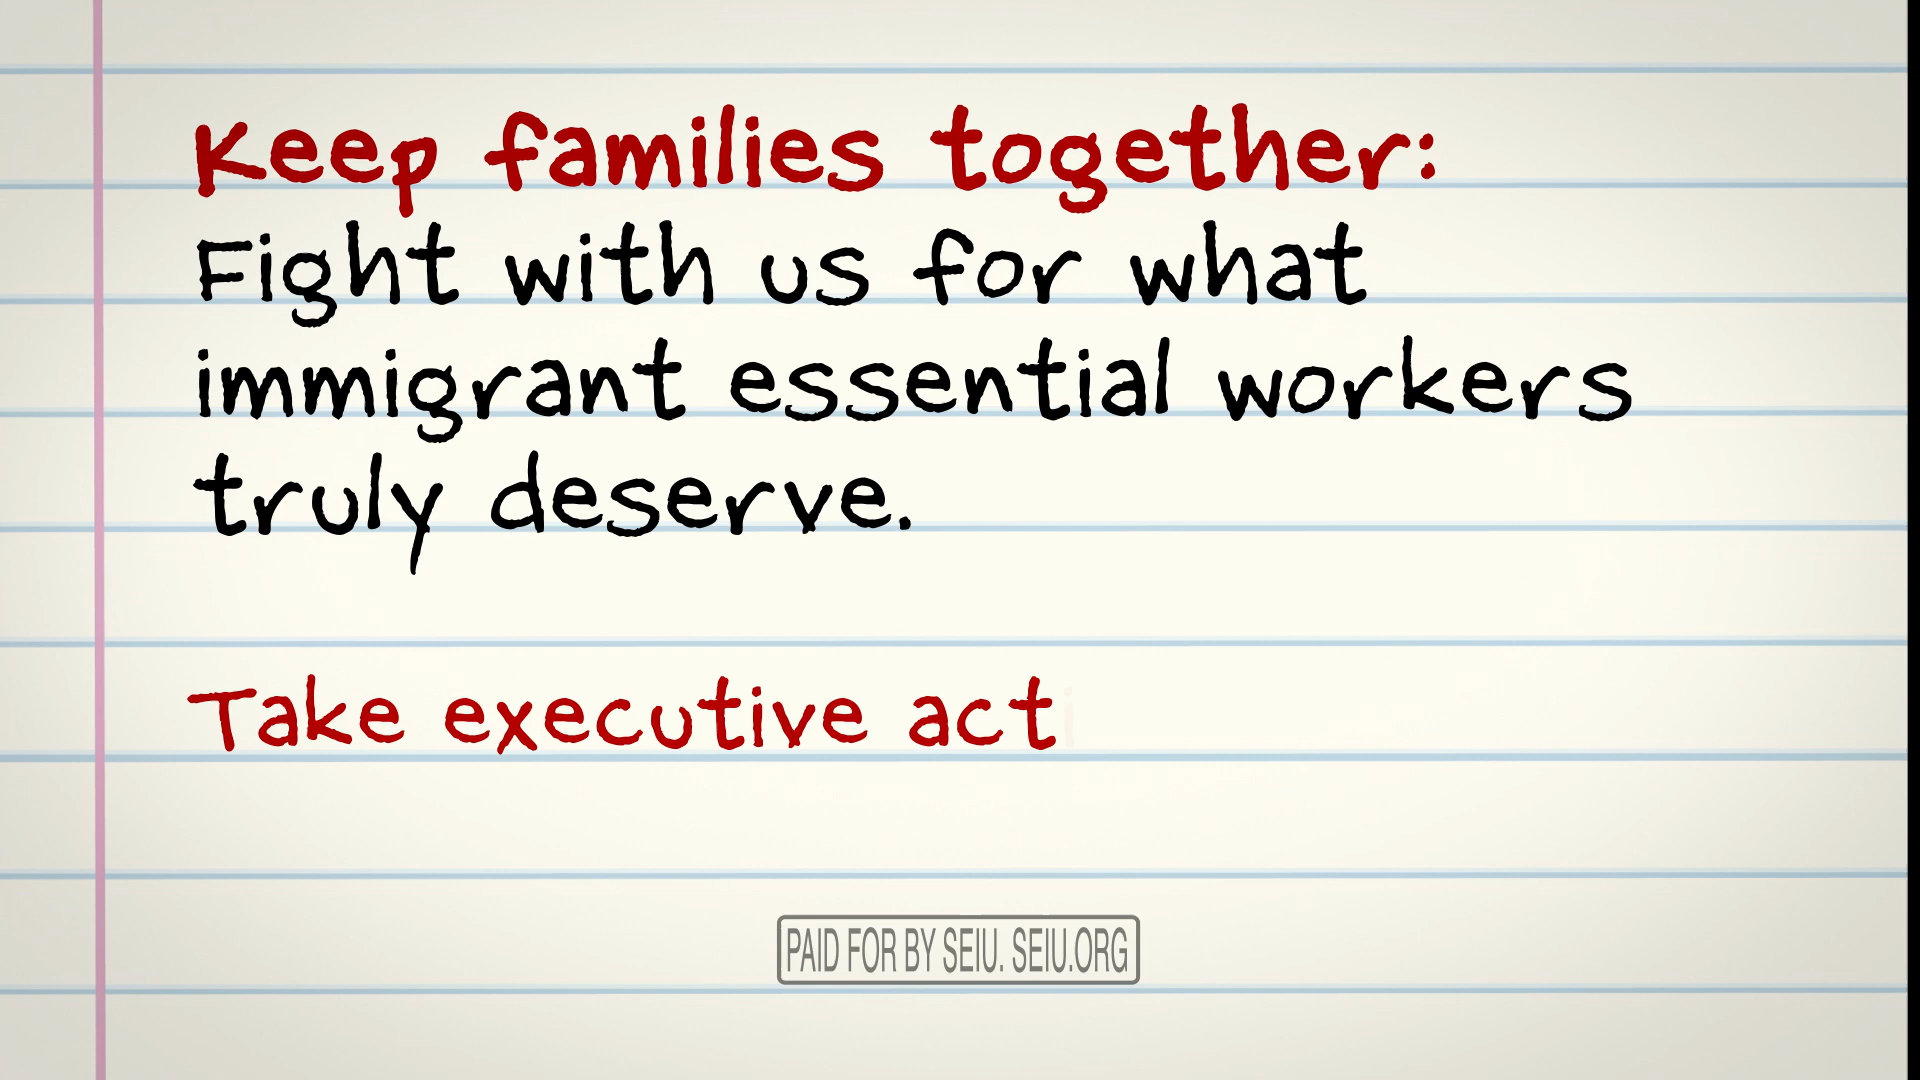 Keep families together:
Fight with us for what
immigrant essential workers
truly deserve.
Take executive acti
PAID FOR BY SEIU. SEIU.ORG